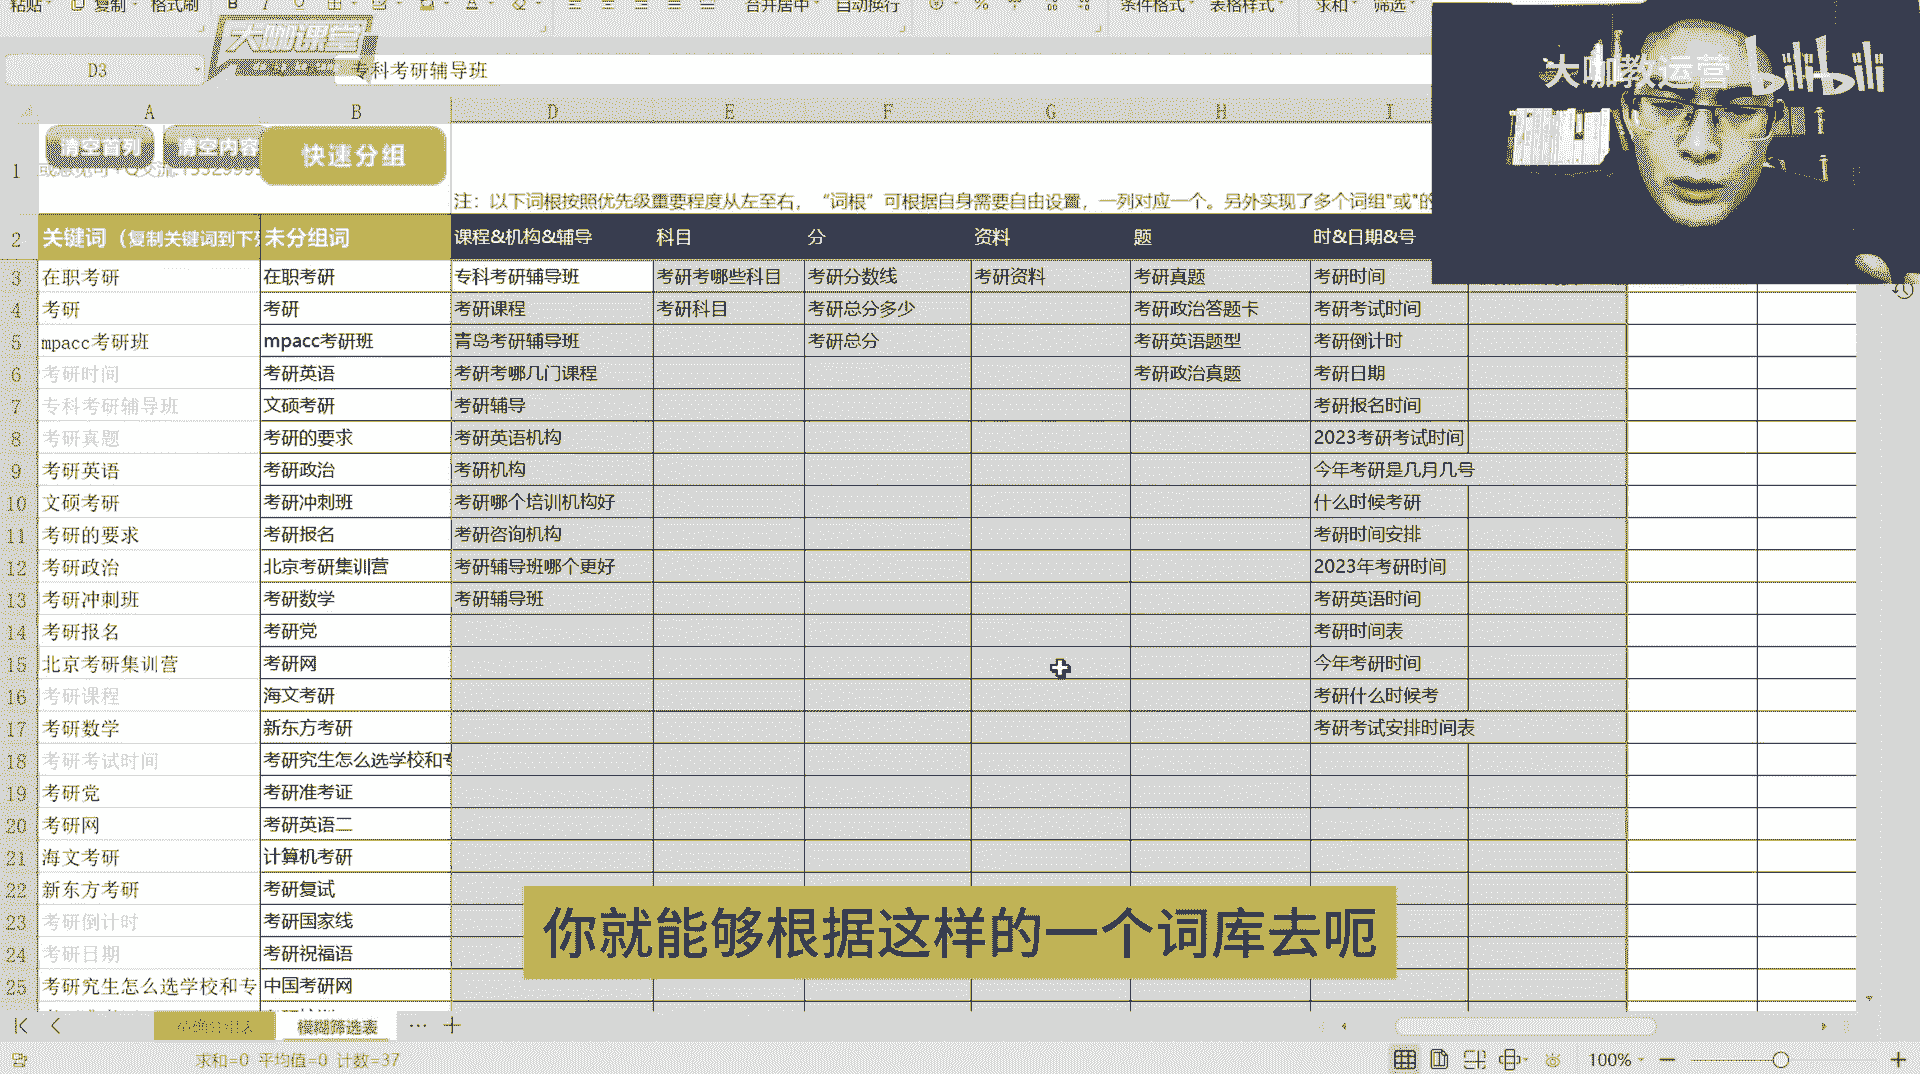 粘贴 复制 格式刷 B I U A 合并居中 自动换行 % 条件格式 表格样式 求和 筛选
大咖课堂
大咖教运营 bilibili
D3 专科考研辅导班
A B D E F G H I
清空首列 清空内容 快速分组
1
注：以下词根按照优先级重要程度从左至右，“词根”可根据自身需要自由设置，一列对应一个。另外实现了多个词组"或"的
2 关键词（复制关键词到下列 未分组词 课程&机构&辅导 科目 分 资料 题 时&日期&号
3 在职考研 在职考研 专科考研辅导班 考研考哪些科目 考研分数线 考研资料 考研真题 考研时间
4 考研 考研 考研课程 考研科目 考研总分多少 考研政治答题卡 考研考试时间
5 mpacc考研班 mpacc考研班 青岛考研辅导班 考研总分 考研英语题型 考研倒计时
6 考研时间 考研英语 考研考哪几门课程 考研政治真题 考研日期
7 专科考研辅导班 文硕考研 考研辅导 考研报名时间
8 考研真题 考研的要求 考研英语机构 2023考研考试时间
9 考研英语 考研政治 考研机构 今年考研是几月几号
10 文硕考研 考研冲刺班 考研哪个培训机构好 什么时候考研
11 考研的要求 考研报名 考研咨询机构 考研时间安排
12 考研政治 北京考研集训营 考研辅导班哪个更好 2023年考研时间
13 考研冲刺班 考研数学 考研辅导班 考研英语时间
14 考研报名 考研党 考研时间表
15 北京考研集训营 考研网 今年考研时间
16 考研课程 海文考研 考研什么时候考
17 考研数学 新东方考研 考研考试安排时间表
18 考研考试时间 考研究生怎么选学校和专
19 考研党 考研准考证
20 考研网 考研英语二
21 海文考研 计算机考研
22 新东方考研 考研复试
23 考研倒计时 考研国家线
24 考研日期 考研祝福语
25 考研究生怎么选学校和专 中国考研网
你就能够根据这样的一个词库去呃
模糊筛选表 ··· +
求和=0 平均值=0 计数=37 100% − +